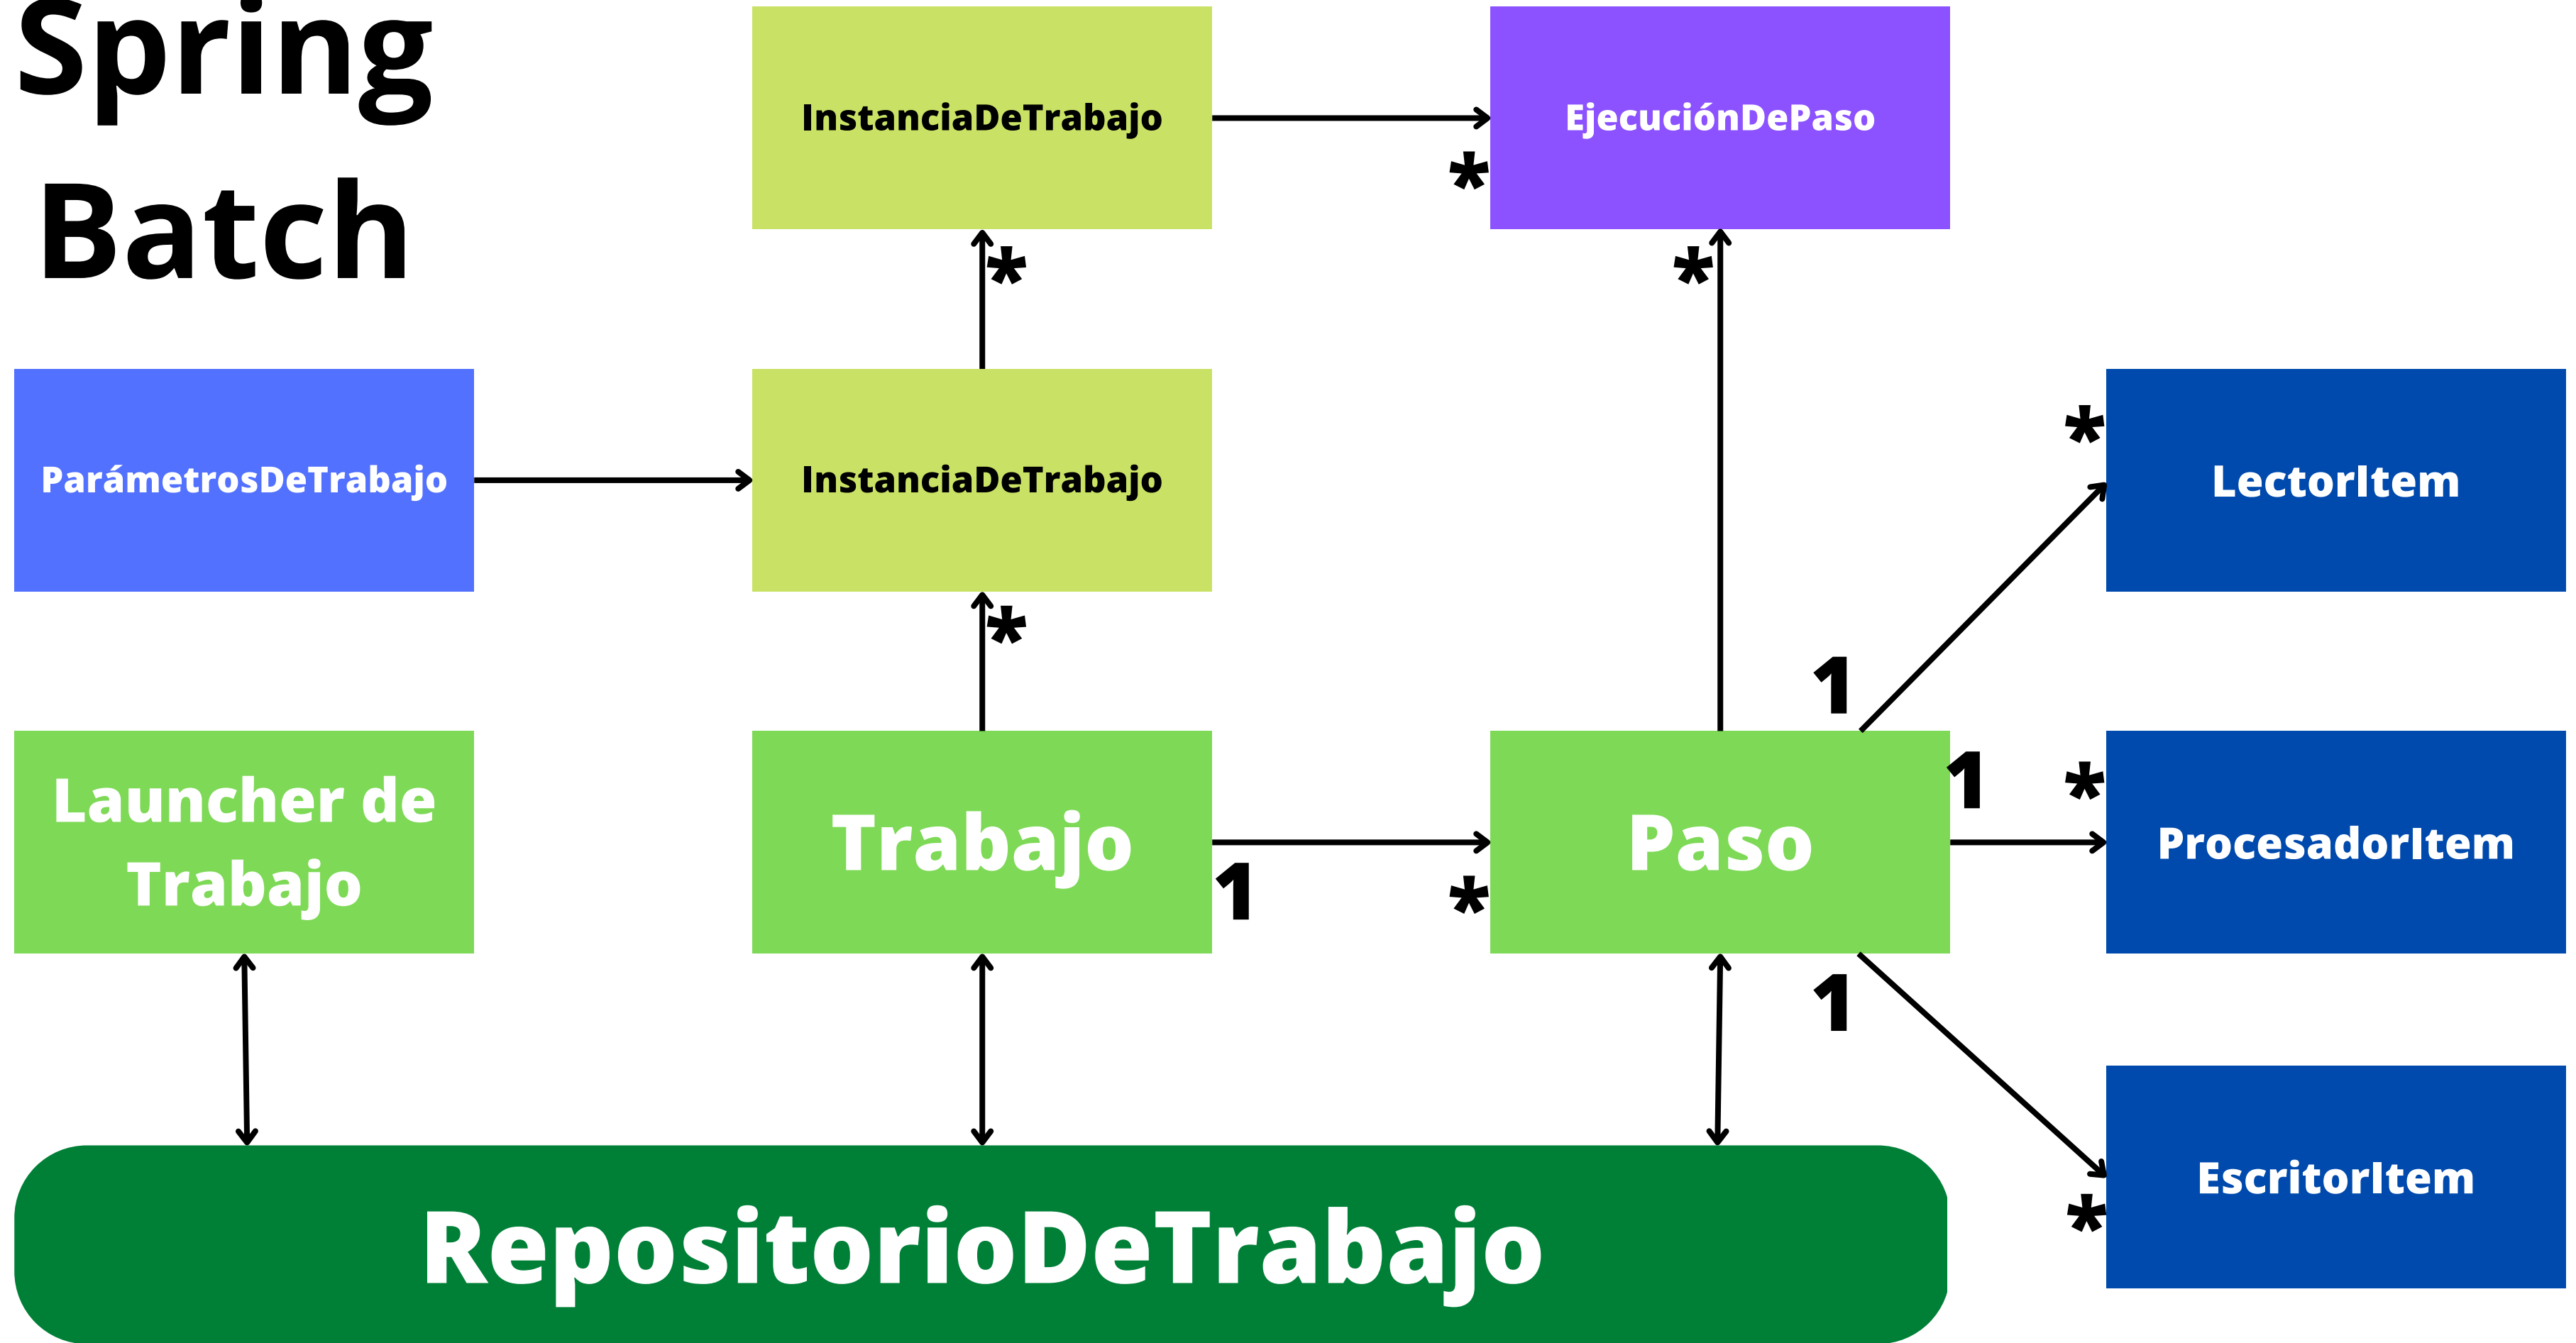 Spring
Batch
InstanciaDeTrabajo
EjecuciónDePaso
*
*
*
ParámetrosDeTrabajo
InstanciaDeTrabajo
*
LectorItem
*
1
Launcher de
Trabajo
Trabajo
1
*
Paso
1
*
ProcesadorItem
1
EscritorItem
*
RepositorioDeTrabajo